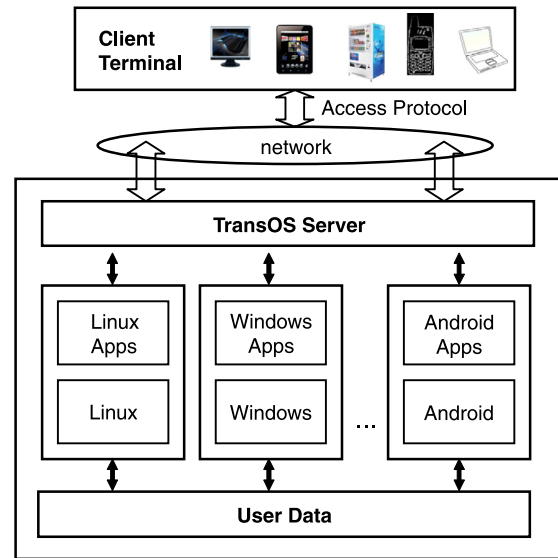 Client
Terminal
Access Protocol
network
TransOS Server
Linux
Apps
Windows
Apps
Android
Apps
Linux
Windows
...
Android
User Data